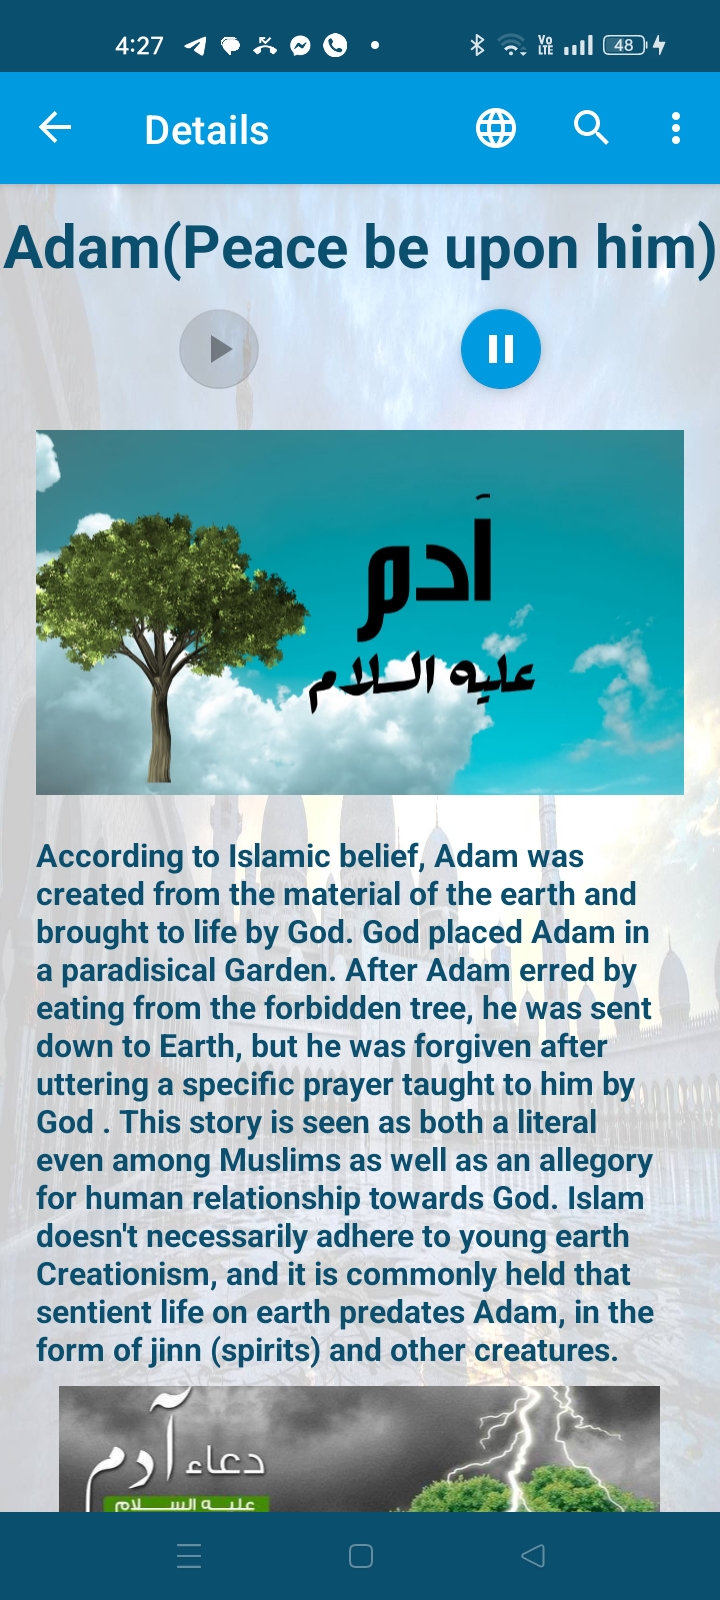 4:27
Vo
LTE
48
Details
Adam(Peace be upon him)
آدم
عليه السلام
According to Islamic belief, Adam was
created from the material of the earth and
brought to life by God. God placed Adam in
a paradisical Garden. After Adam erred by
eating from the forbidden tree, he was sent
down to Earth, but he was forgiven after
uttering a specific prayer taught to him by
God . This story is seen as both a literal
even among Muslims as well as an allegory
for human relationship towards God. Islam
doesn't necessarily adhere to young earth
Creationism, and it is commonly held that
sentient life on earth predates Adam, in the
form of jinn (spirits) and other creatures.
دعاء آدم
عليه السلام